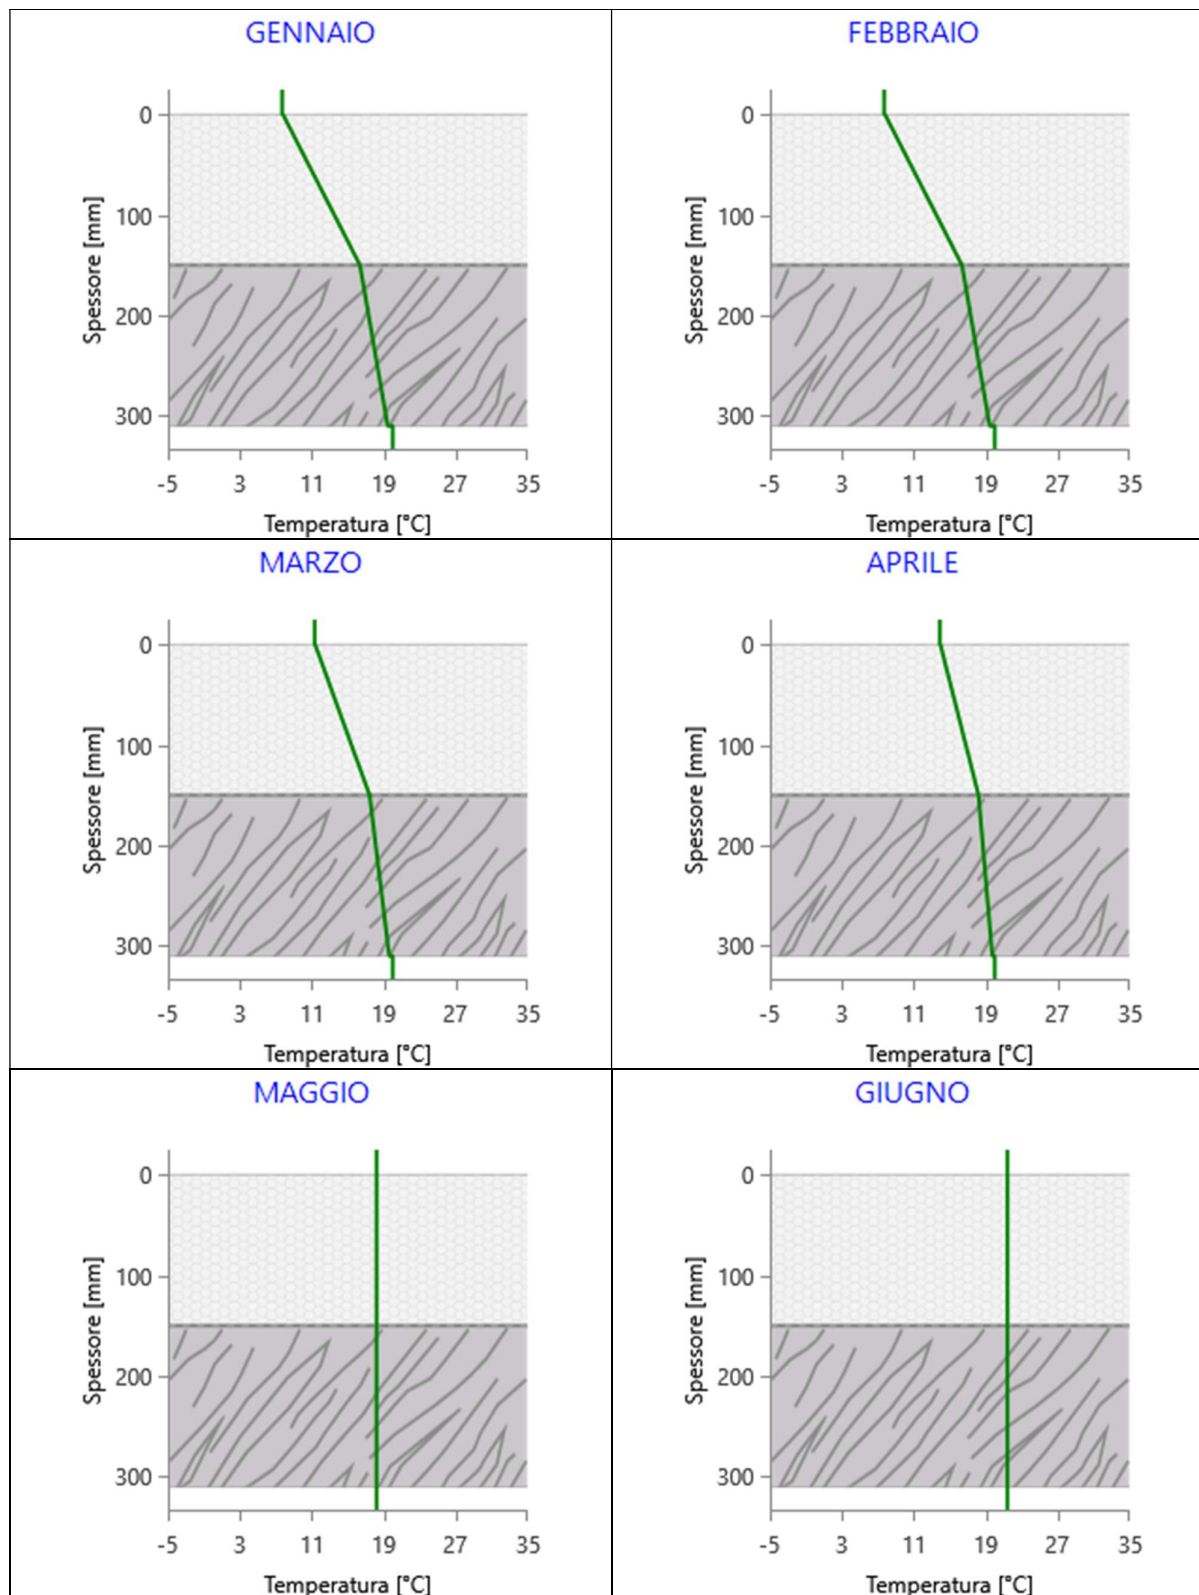 GENNAIO
0
100
200
300
Spessore [mm]
-5 3 11 19 27 35
Temperatura [°C]
FEBBRAIO
0
100
200
300
Spessore [mm]
-5 3 11 19 27 35
Temperatura [°C]
MARZO
0
100
200
300
Spessore [mm]
-5 3 11 19 27 35
Temperatura [°C]
APRILE
0
100
200
300
Spessore [mm]
-5 3 11 19 27 35
Temperatura [°C]
MAGGIO
0
100
200
300
Spessore [mm]
-5 3 11 19 27 35
Temperatura [°C]
GIUGNO
0
100
200
300
Spessore [mm]
-5 3 11 19 27 35
Temperatura [°C]